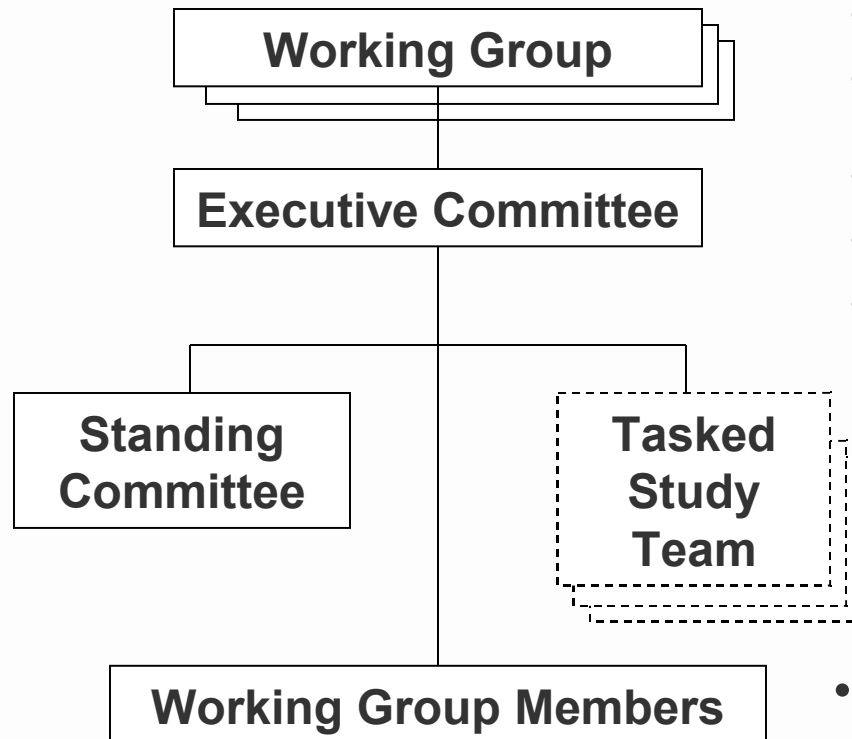 Working Group
Executive Committee
Standing
Committee
Tasked
Study
Team
Working Group Members
•